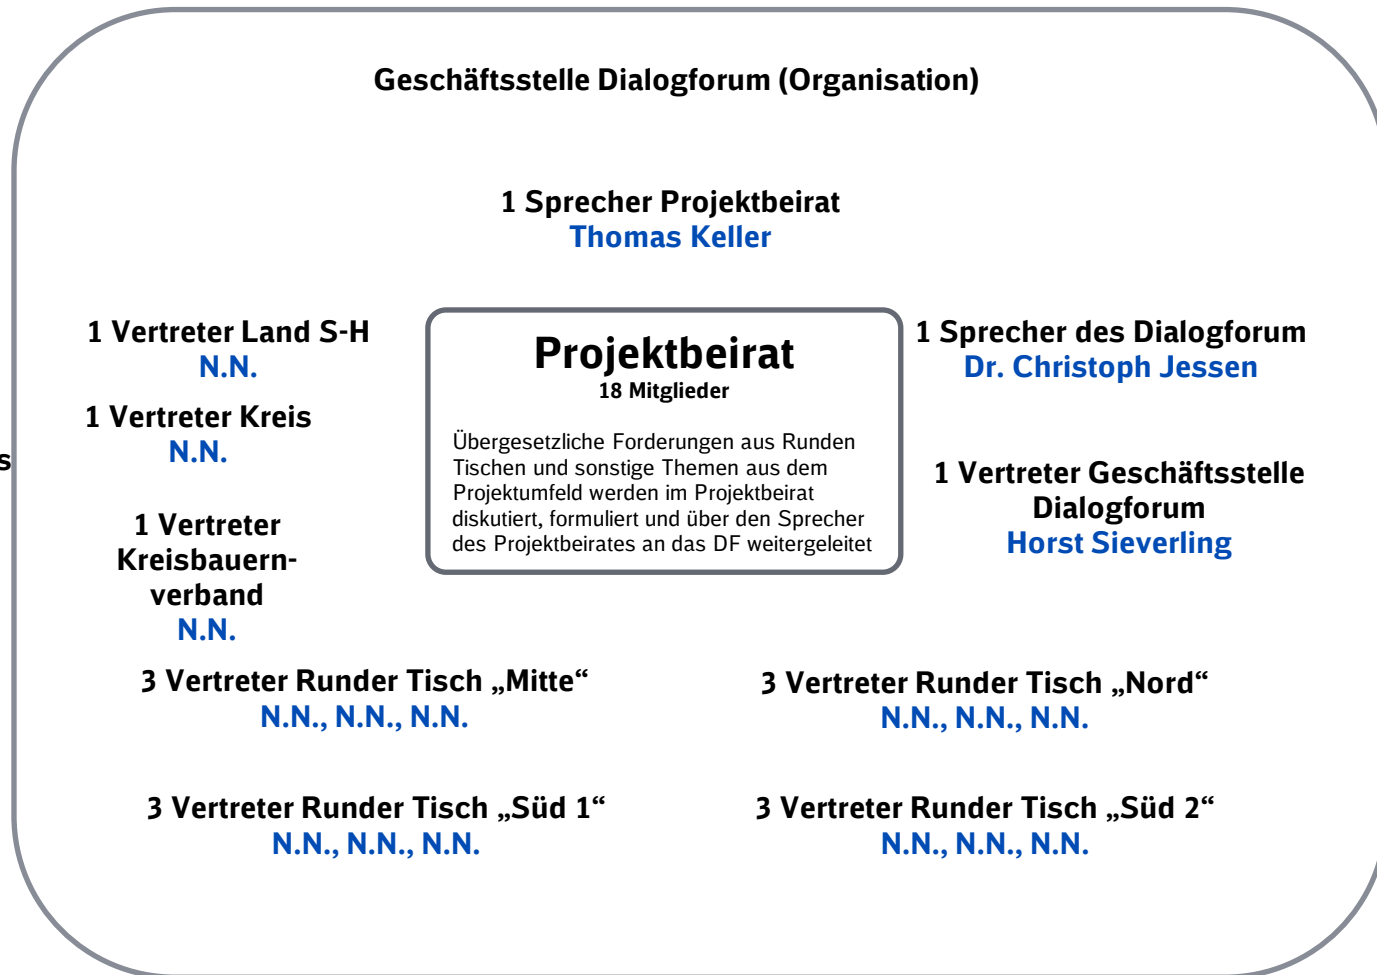 Geschäftsstelle Dialogforum (Organisation)
1 Sprecher Projektbeirat
Thomas Keller
1 Vertreter Land S-H
N.N.
1 Vertreter Kreis
N.N.
s
1 Vertreter
Kreisbauern-
verband
N.N.
Projektbeirat
18 Mitglieder
Übergesetzliche Forderungen aus Runden
Tischen und sonstige Themen aus dem
Projektumfeld werden im Projektbeirat
diskutiert, formuliert und über den Sprecher
des Projektbeirates an das DF weitergeleitet
1 Sprecher des Dialogforum
Dr. Christoph Jessen
1 Vertreter Geschäftsstelle
Dialogforum
Horst Sieverling
3 Vertreter Runder Tisch „Mitte“
N.N., N.N., N.N.
3 Vertreter Runder Tisch „Nord“
N.N., N.N., N.N.
3 Vertreter Runder Tisch „Süd 1“
N.N., N.N., N.N.
3 Vertreter Runder Tisch „Süd 2“
N.N., N.N., N.N.